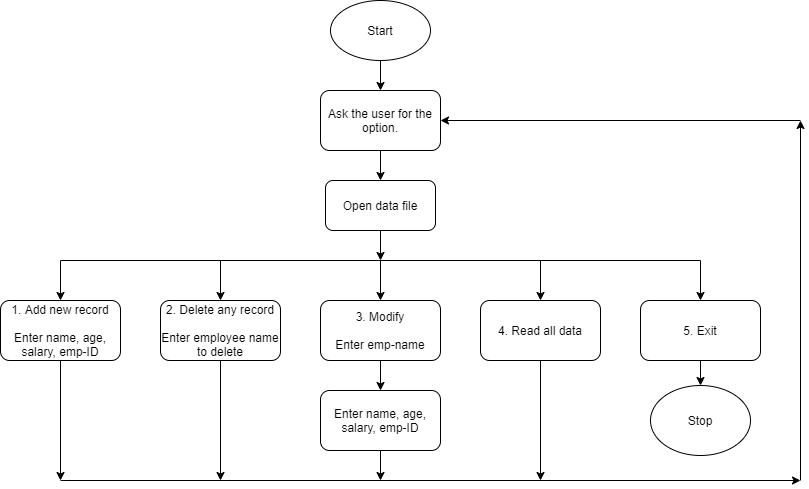 Start
Ask the user for the
option.
Open data file
1. Add new record
Enter name, age,
salary, emp-ID
2. Delete any record
Enter employee name
to delete
3. Modify
Enter emp-name
4. Read all data
5. Exit
Enter name, age,
salary, emp-ID
Stop